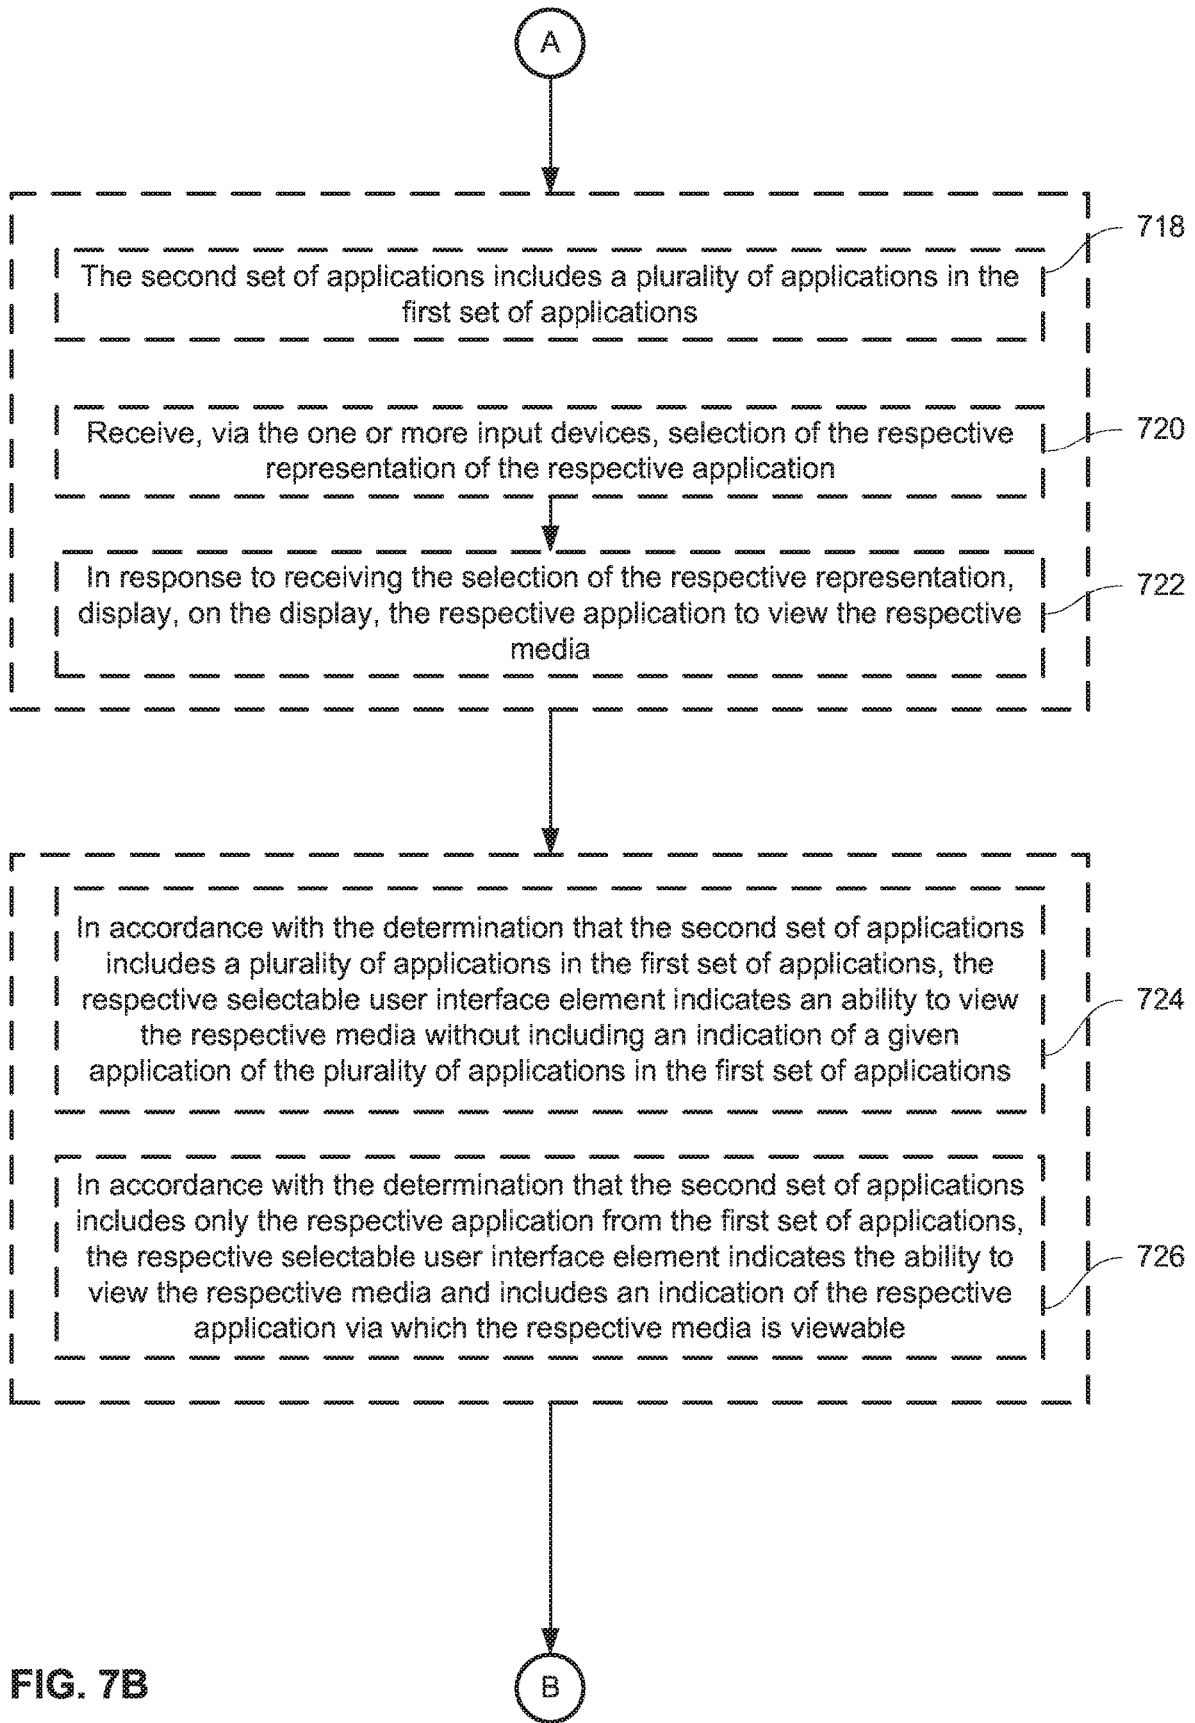 A
718
The second set of applications includes a plurality of applications in the
first set of applications
720
Receive, via the one or more input devices, selection of the respective
representation of the respective application
722
In response to receiving the selection of the respective representation,
display, on the display, the respective application to view the respective
media
In accordance with the determination that the second set of applications
includes a plurality of applications in the first set of applications, the
respective selectable user interface element indicates an ability to view
the respective media without including an indication of a given
application of the plurality of applications in the first set of applications
724
In accordance with the determination that the second set of applications
includes only the respective application from the first set of applications,
the respective selectable user interface element indicates the ability to
view the respective media and includes an indication of the respective
application via which the respective media is viewable
726
FIG. 7B
B